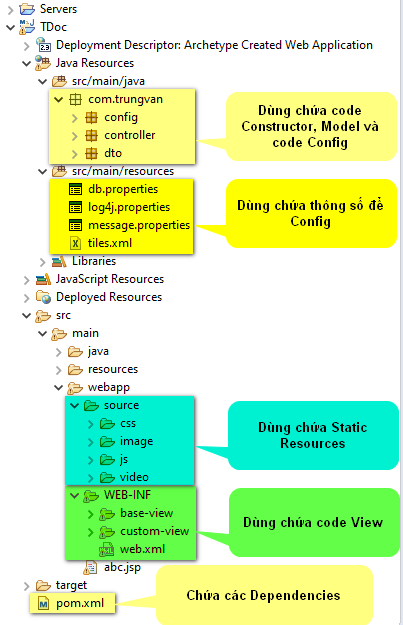 Servers
TDoc
Deployment Descriptor: Archetype Created Web Application
Java Resources
src/main/java
com.trungvan
config
controller
dto
Dùng chứa code
Constructor, Model và
code Config
src/main/resources
db.properties
log4j.properties
message.properties
tiles.xml
Dùng chứa thông số để
Config
Libraries
JavaScript Resources
Deployed Resources
src
main
java
resources
webapp
source
css
image
js
video
Dùng chứa Static
Resources
WEB-INF
base-view
custom-view
web.xml
Dùng chứa code View
abc.jsp
target
pom.xml
Chứa các Dependencies